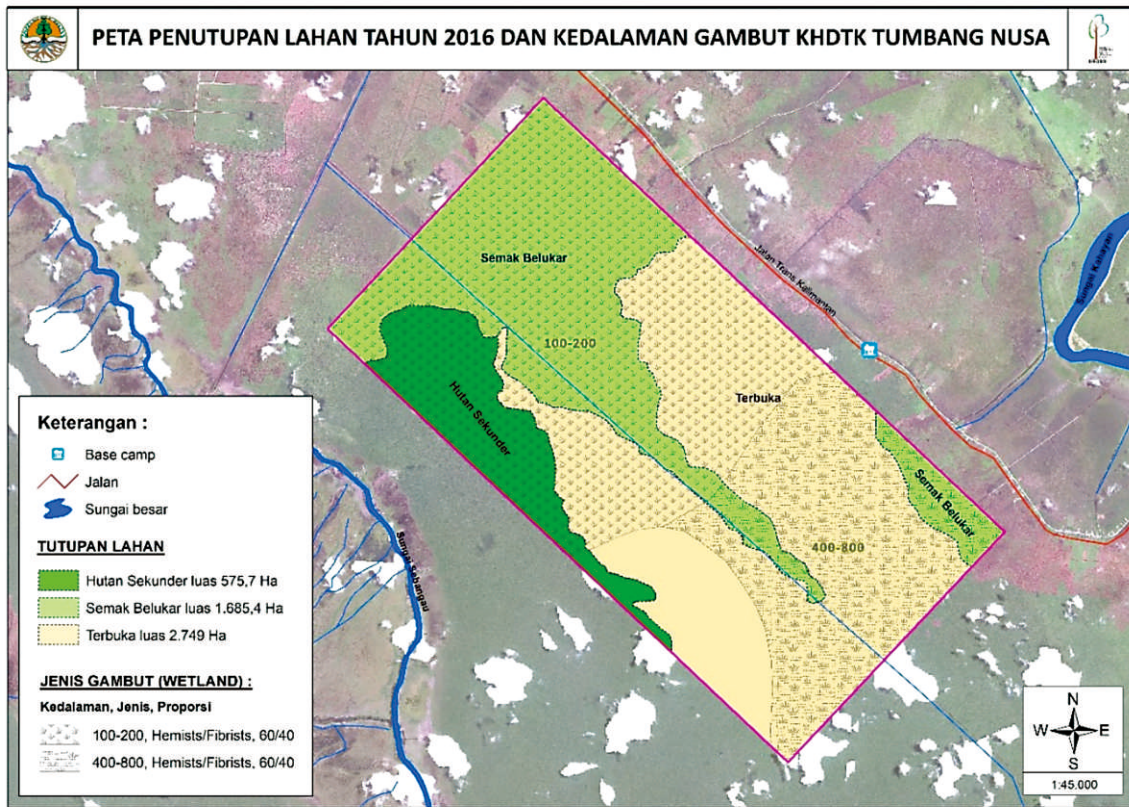 PETA PENUTUPAN LAHAN TAHUN 2016 DAN KEDALAMAN GAMBUT KHDTK TUMBANG NUSA
Semak Belukar
100-200
Hutan Sekunder
Terbuka
Semak Belukar
400-800
Jalan Trans Kalimantan
Sungai Kahayan
Sungai Sabangau
Keterangan :
Base camp
Jalan
Sungai besar
TUTUPAN LAHAN
Hutan Sekunder luas 575,7 Ha
Semak Belukar luas 1.685,4 Ha
Terbuka luas 2.749 Ha
JENIS GAMBUT (WETLAND) :
Kedalaman, Jenis, Proporsi
100-200, Hemists/Fibrists, 60/40
400-800, Hemists/Fibrists, 60/40
N
W E
S
1:45.000